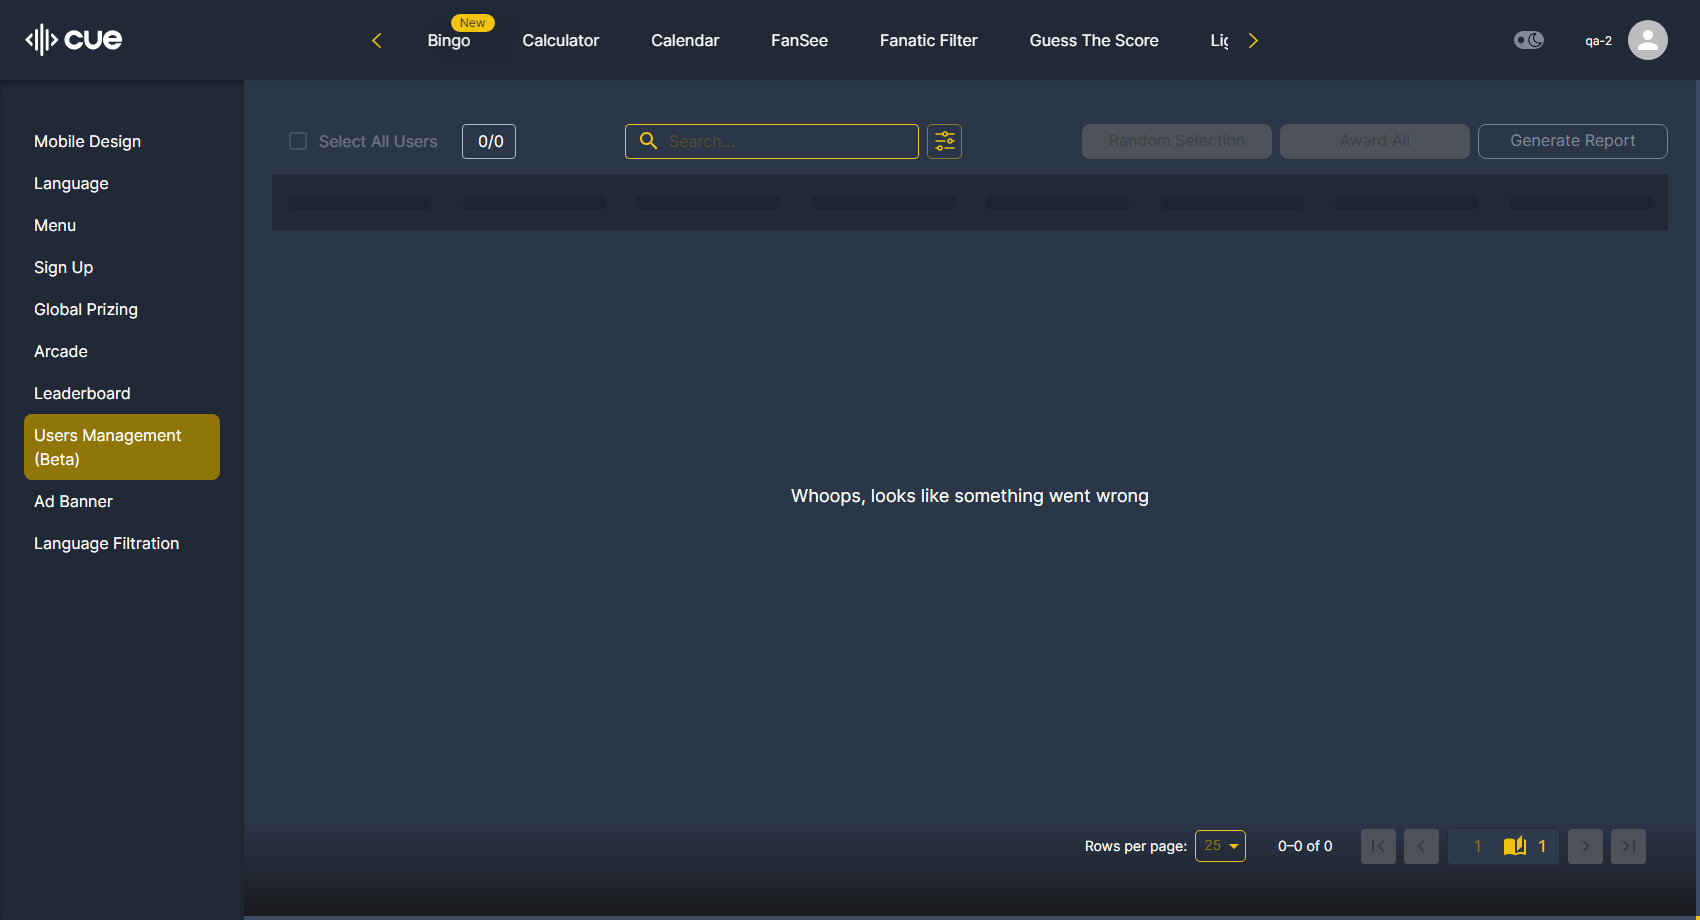 cue
New
Bingo
Calculator
Calendar
FanSee
Fanatic Filter
Guess The Score
Lig
qa-2
Mobile Design
Language
Menu
Sign Up
Global Prizing
Arcade
Leaderboard
Users Management
(Beta)
Ad Banner
Language Filtration
Select All Users
0/0
Search...
Random Selection
Award All
Generate Report
Whoops, looks like something went wrong
Rows per page:
25
0–0 of 0
1
1